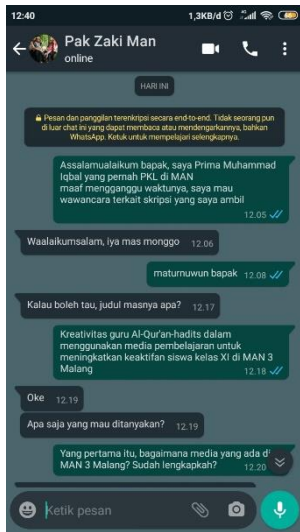 12:40
1,3KB/d
Pak Zaki Man
online
HARI INI
Pesan dan panggilan terenkripsi secara end-to-end. Tidak seorang pun
di luar chat ini yang dapat membaca atau mendengarkannya, bahkan
WhatsApp. Ketuk untuk mempelajari selengkapnya.
Assalamualaikum bapak, saya Prima Muhammad
Iqbal yang pernah PKL di MAN
maaf mengganggu waktunya, saya mau
wawancara terkait skripsi yang saya ambil
12.05
Waalaikumsalam, iya mas monggo 12.06
maturnuwun bapak 12.08
Kalau boleh tau, judul masnya apa? 12.17
Kreativitas guru Al-Qur'an-hadits dalam
menggunakan media pembelajaran untuk
meningkatkan keaktifan siswa kelas XI di MAN 3
Malang
12.18
Oke 12.19
Apa saja yang mau ditanyakan? 12.19
Yang pertama itu, bagaimana media yang ada
MAN 3 Malang? Sudah lengkapkah? 12.20
Ketik pesan